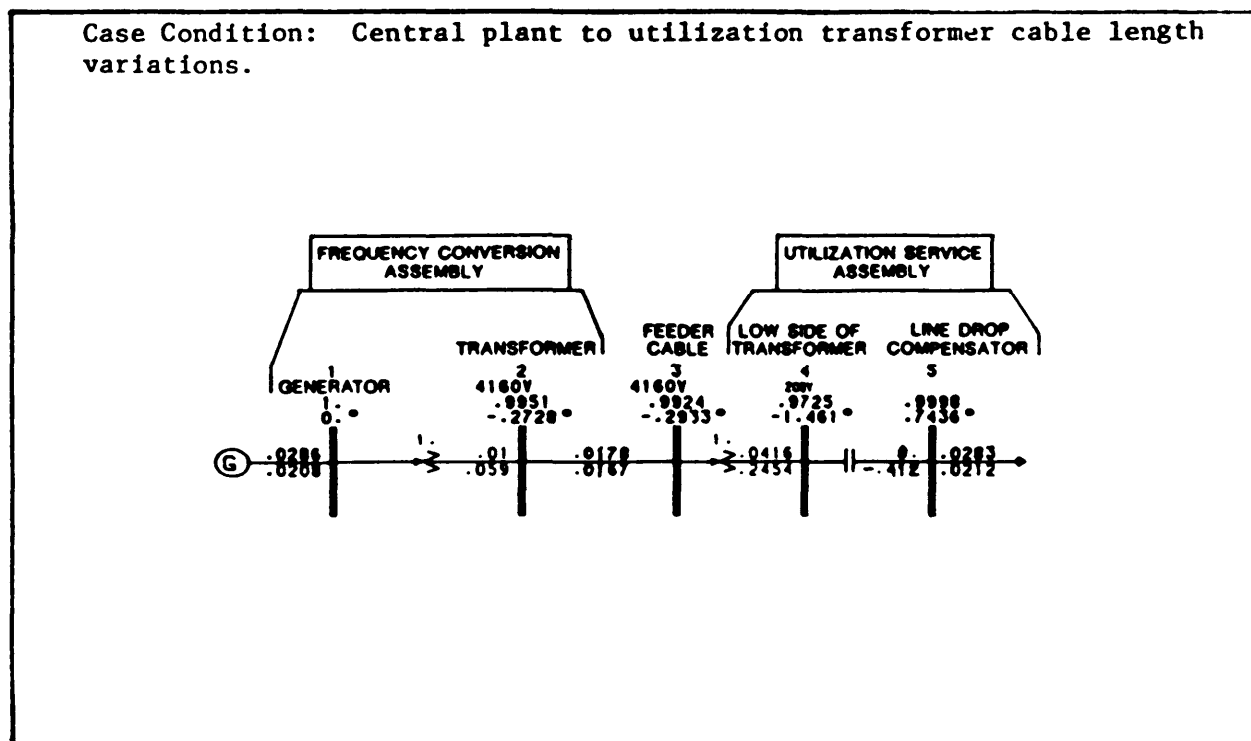 Case Condition: Central plant to utilization transformer cable length
variations.
FREQUENCY CONVERSION
ASSEMBLY
UTILIZATION SERVICE
ASSEMBLY
1
GENERATOR
1.
0.°
TRANSFORMER
2
4160V
.9951
-.2728°
FEEDER
CABLE
3
4160V
.9924
-.2933°
LOW SIDE OF
TRANSFORMER
4
208V
.9725
-1.461°
LINE DROP
COMPENSATOR
5
.9998
.7436°
G
.0286
.0208
1.
.01
.059
.0178
.0167
1.
.0416
.2454
0.
-.412
.0283
.0212